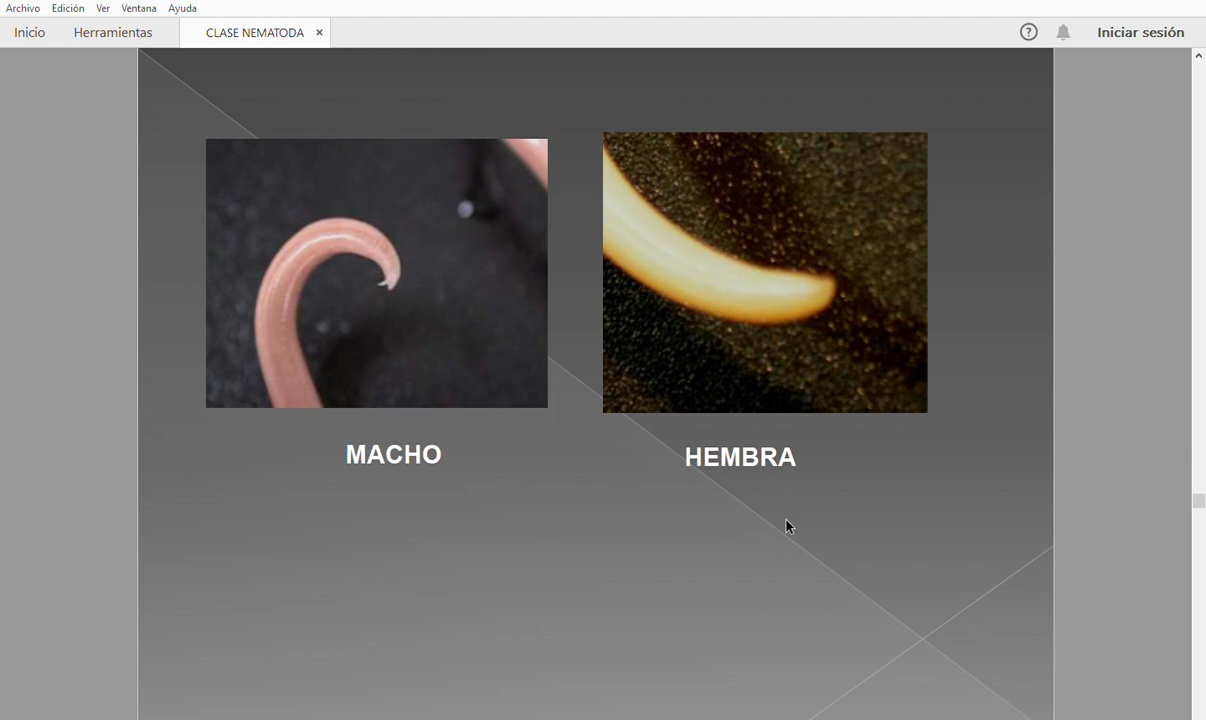 Archivo Edición Ver Ventana Ayuda
Inicio Herramientas CLASE NEMATODA × ? Iniciar sesión
MACHO
HEMBRA